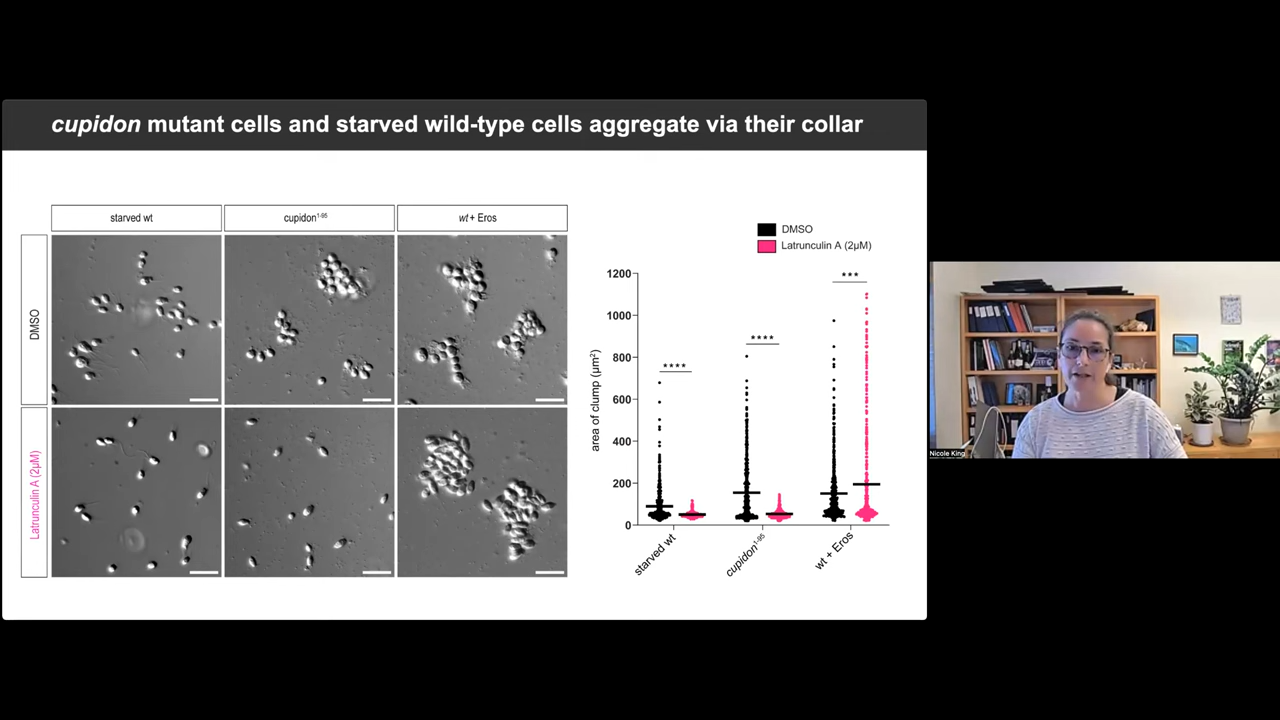 cupidon mutant cells and starved wild-type cells aggregate via their collar
starved wt
cupidon¹⁻⁹⁵
wt + Eros
DMSO
Latrunculin A (2µM)
DMSO
Latrunculin A (2µM)
area of clump (µm²)
1200
1000
800
600
400
200
0
****
****
***
starved wt
cupidon¹⁻⁹⁵
wt + Eros
Nicole King